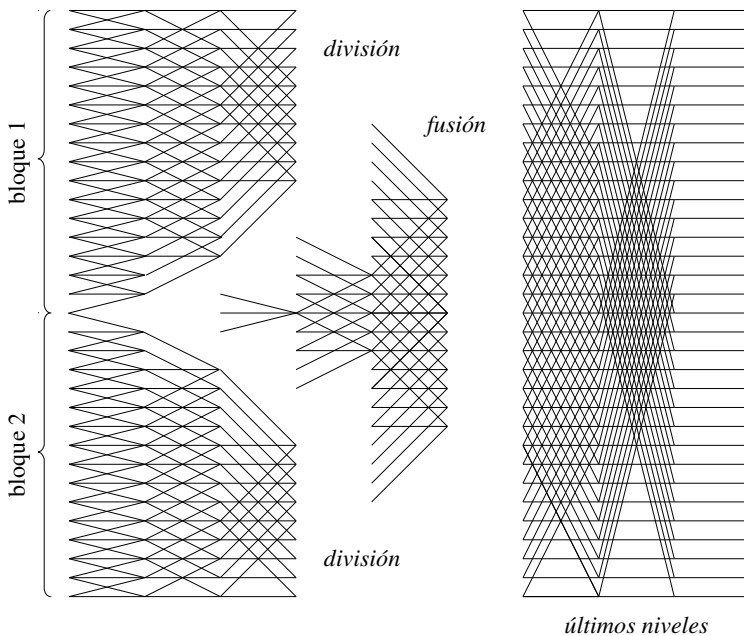 división
fusión
bloque 1
bloque 2
división
últimos niveles